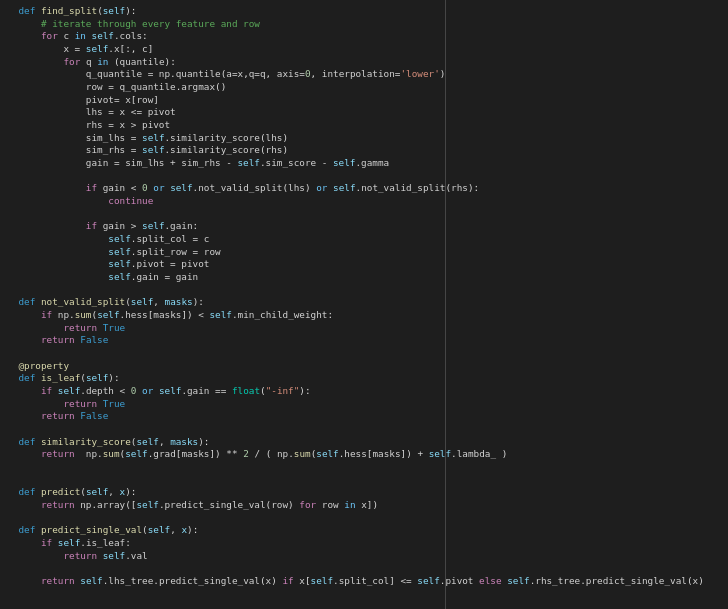 def find_split(self):
    # iterate through every feature and row
    for c in self.cols:
        x = self.x[:, c]
        for q in (quantile):
            q_quantile = np.quantile(a=x,q=q, axis=0, interpolation='lower')
            row = q_quantile.argmax()
            pivot= x[row]
            lhs = x <= pivot
            rhs = x > pivot
            sim_lhs = self.similarity_score(lhs)
            sim_rhs = self.similarity_score(rhs)
            gain = sim_lhs + sim_rhs - self.sim_score - self.gamma

            if gain < 0 or self.not_valid_split(lhs) or self.not_valid_split(rhs):
                continue

            if gain > self.gain:
                self.split_col = c
                self.split_row = row
                self.pivot = pivot
                self.gain = gain

def not_valid_split(self, masks):
    if np.sum(self.hess[masks]) < self.min_child_weight:
        return True
    return False

@property
def is_leaf(self):
    if self.depth < 0 or self.gain == float("-inf"):
        return True
    return False

def similarity_score(self, masks):
    return  np.sum(self.grad[masks]) ** 2 / ( np.sum(self.hess[masks]) + self.lambda_ )


def predict(self, x):
    return np.array([self.predict_single_val(row) for row in x])

def predict_single_val(self, x):
    if self.is_leaf:
        return self.val

    return self.lhs_tree.predict_single_val(x) if x[self.split_col] <= self.pivot else self.rhs_tree.predict_single_val(x)